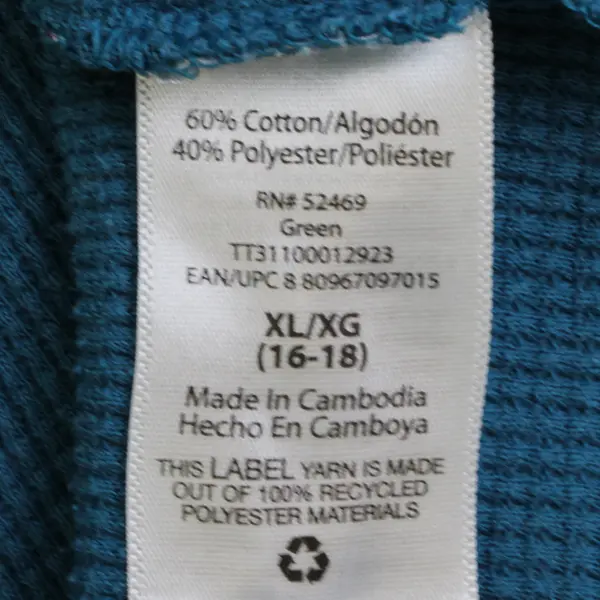 60% Cotton/Algodón
40% Polyester/Poliéster
RN# 52469
Green
TT31100012923
EAN/UPC 8 80967097015
XL/XG
(16-18)
Made In Cambodia
Hecho En Camboya
THIS LABEL YARN IS MADE
OUT OF 100% RECYCLED
POLYESTER MATERIALS